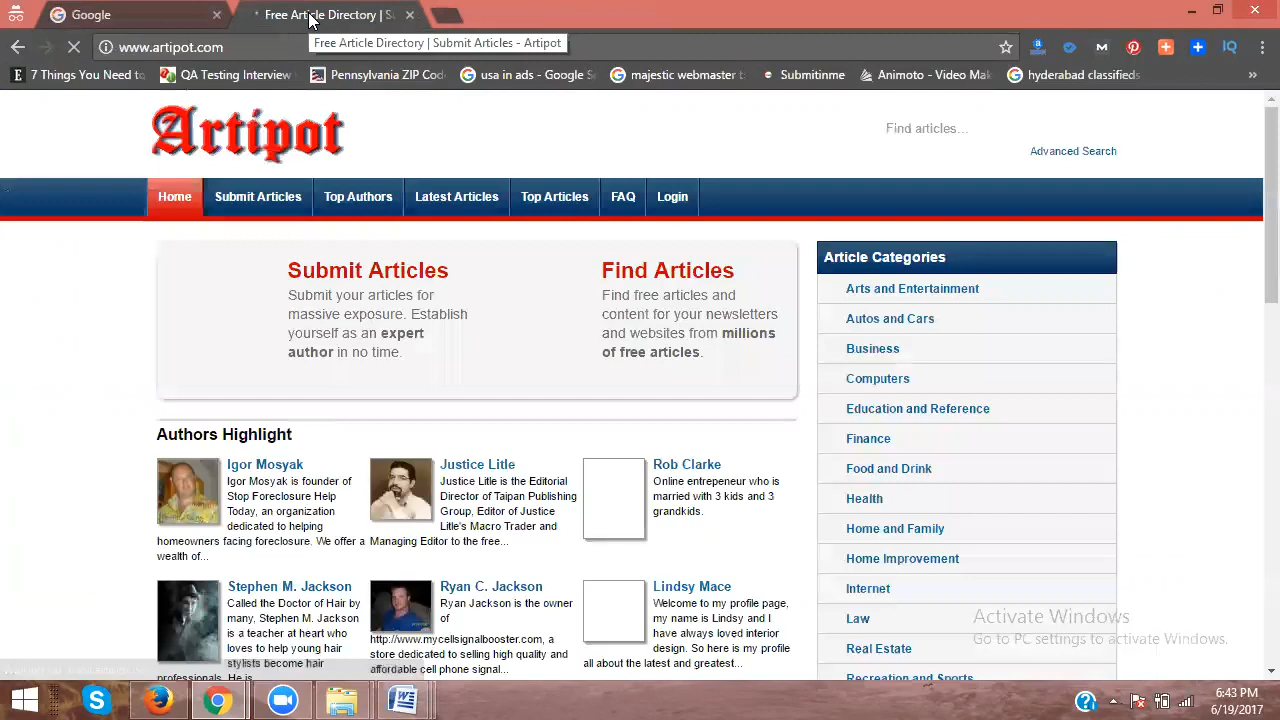 Google
Free Article Directory | S
www.artipot.com
Free Article Directory | Submit Articles - Artipot
7 Things You Need to
QA Testing Interview
Pennsylvania ZIP Cod
usa in ads - Google S
majestic webmaster t
Submitinme
Animoto - Video Mak
hyderabad classifieds
»
Artipot
Find articles...
Advanced Search
Home
Submit Articles
Top Authors
Latest Articles
Top Articles
FAQ
Login
Submit Articles
Submit your articles for
massive exposure. Establish
yourself as an expert
author in no time.
Find Articles
Find free articles and
content for your newsletters
and websites from millions
of free articles.
Article Categories
Arts and Entertainment
Autos and Cars
Business
Computers
Education and Reference
Finance
Food and Drink
Health
Home and Family
Home Improvement
Internet
Law
Real Estate
Recreation and Sports
Authors Highlight
Igor Mosyak
Igor Mosyak is founder of
Stop Foreclosure Help
Today, an organization
dedicated to helping
homeowners facing foreclosure. We offer a
wealth of...
Justice Litle
Justice Litle is the Editorial
Director of Taipan Publishing
Group, Editor of Justice
Litle's Macro Trader and
Managing Editor to the free...
Rob Clarke
Online entrepeneur who is
married with 3 kids and 3
grandkids.
Stephen M. Jackson
Called the Doctor of Hair by
many, Stephen M. Jackson
is a teacher at heart who
loves to help young hair
stylists become hair
professionals. He is
Ryan C. Jackson
Ryan Jackson is the owner
of
http://www.mycellsignalbooster.com, a
store dedicated to selling high quality and
affordable cell phone signal...
Lindsy Mace
Welcome to my profile page,
my name is Lindsy and I
have always loved interior
design. So here is my profile
all about the latest and greatest...
Activate Windows
Go to PC settings to activate Windows.
6:43 PM
6/19/2017